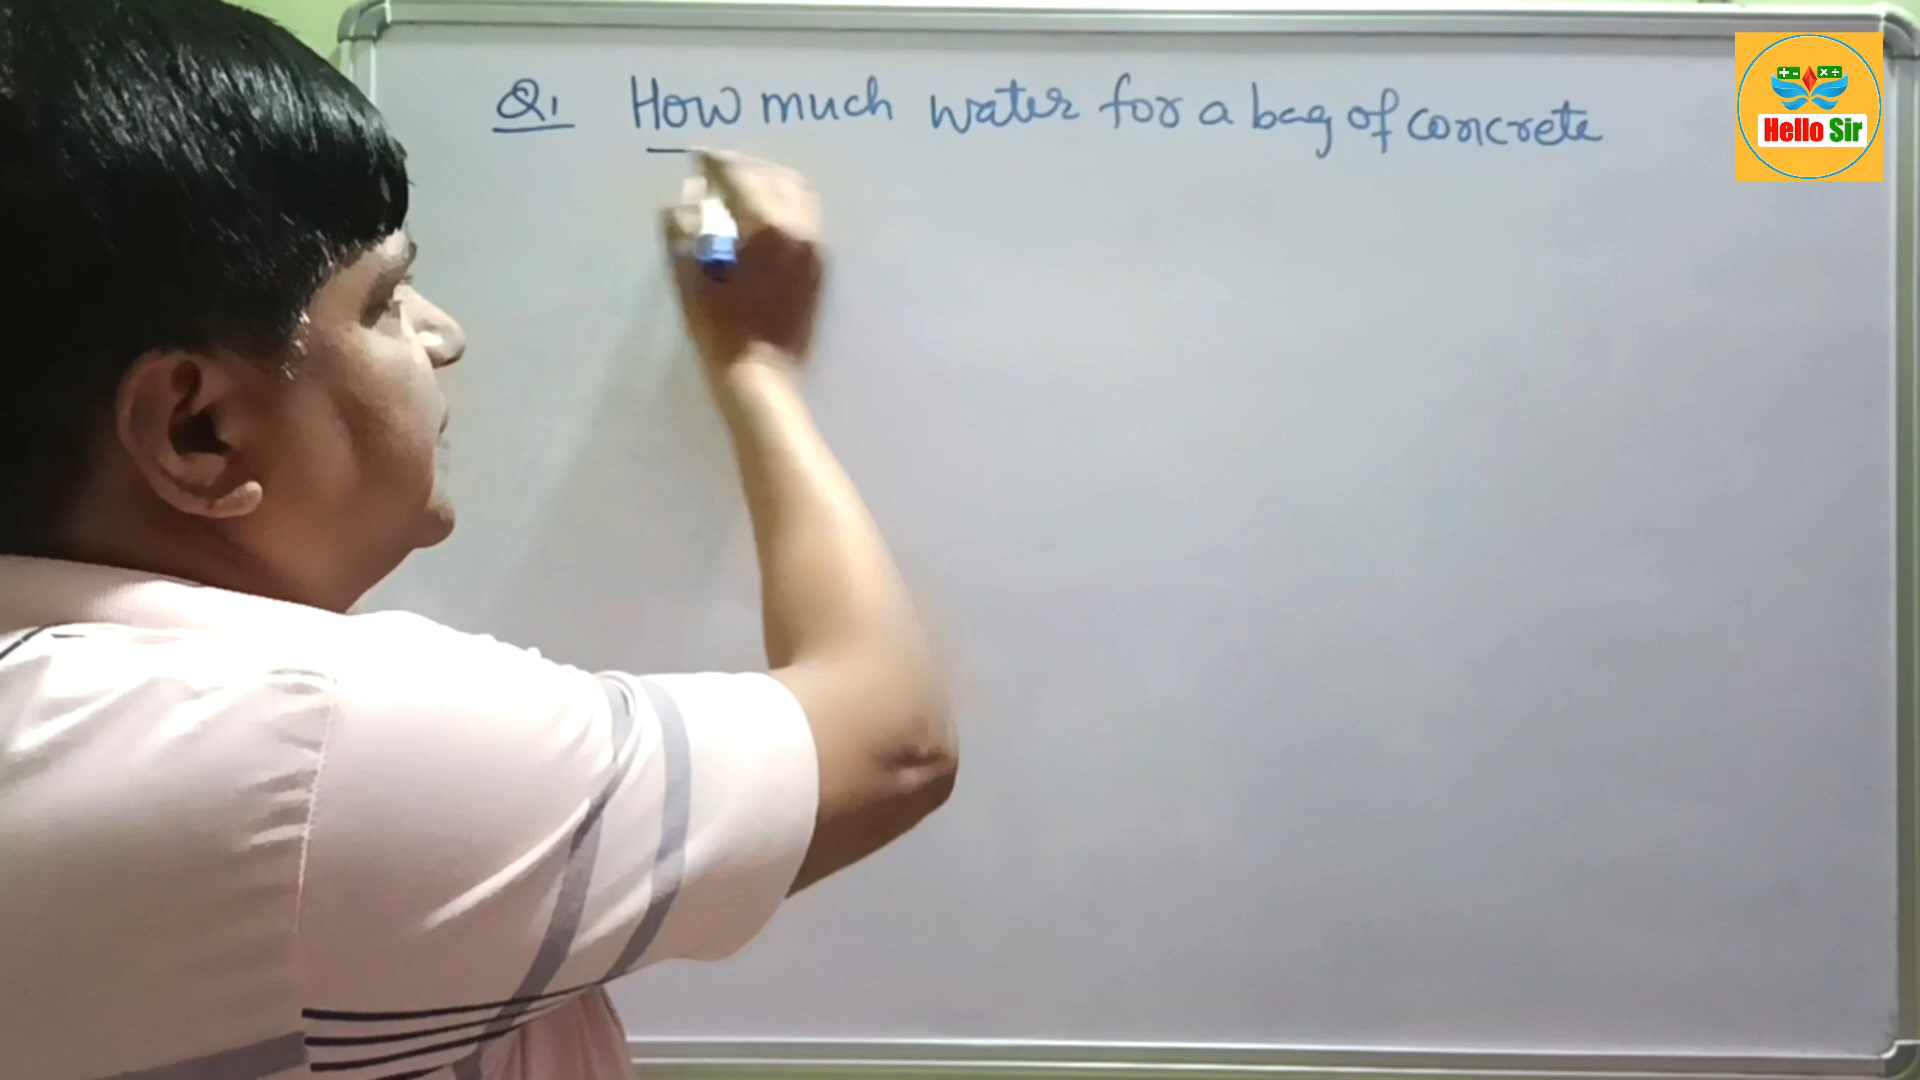 Q1 How much water for a bag of concrete
+ - × ÷
Hello Sir